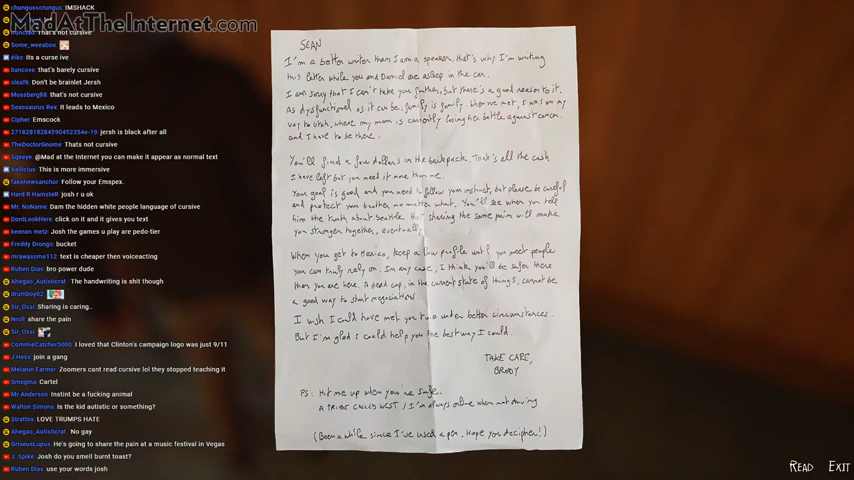 chungusscrungus IMSHACK
MadAtTheInternet.com
Ironclad That's not cursive
Some_weeaboo
eiko its a curse ive
bancove that's barely cursive
sleaf8 Don't be brainlet Jersh
Mossberg88 that's not cursive
Sexosaurus Rex It leads to Mexico
Cipher Emscock
27182818284590452354e-19 jersh is black after all
TheDoctorGnome Thats not cursive
Sqeeye @Mad at the Internet you can make it appear as normal text
Vailicius This is more immersive
fakenewsanchor Follow your Emspex.
Hard R HamsteR josh r u ok
Mr. NoName Dam the hidden white people language of cursive
DontLookHere click on it and it gives you text
keenan metz Josh the games u play are pedo-tier
Freddy Drongo bucket
mrawesome112 text is cheaper then voiceacting
Ruben Dias bro power dude
Ahegao_Autisticrat The handwriting is shit though
drumboy02
Sir_Ossi Sharing is caring..
Nroll share the pain
Sir_Ossi
CommieCatcher5000 I loved that Clinton's campaign logo was just 9/11
J Hess join a gang
Melanin Farmer Zoomers cant read cursive lol they stopped teaching it
Smegma Cartel
Mr Anderson Instint be a fucking animal
Walton Simons Is the kid autistic or something?
Strattos LOVE TRUMPS HATE
Ahegao_Autisticrat No gay
GriseusLupus He's going to share the pain at a music festival in Vegas
J. Spike Josh do you smell burnt toast?
Ruben Dias use your words josh
SEAN
I'm a better writer than I am a speaker, that's why I'm writing
this letter while you and Daniel are asleep in the car.
I am sorry that I can't take you further, but there's a good reason to it.
As dysfunctional as it can be, family is family. When we met, I was on my
way to Utah, where my mom is currently losing her battle against cancer.
and I have to be there.
You'll find a few dollars in the backpack. That's all the cash
I have left but you need it more than me.
Your goal is good and you need to follow your instinct, but please be careful
and protect your brother no matter what. You'll see when you tell
him the truth about Seattle that sharing the same pain will make
you stronger together, eventually.
When you get to Mexico, keep a low profile until you meet people
you can truly rely on. In any case, I think you'll be safer there
than you are here. A dead cop, in the current state of things, cannot be
a good way to start negociations.
I wish I could have met you two under better circumstances.
But I'm glad I could help you the best way I could.
TAKE CARE,
BRODY
PS: Hit me up when you're safe.
A TRIBE CALLED WEST / I'm always online when not driving
(Been a while since I've used a pen, Hope you decipher!)
READ EXIT